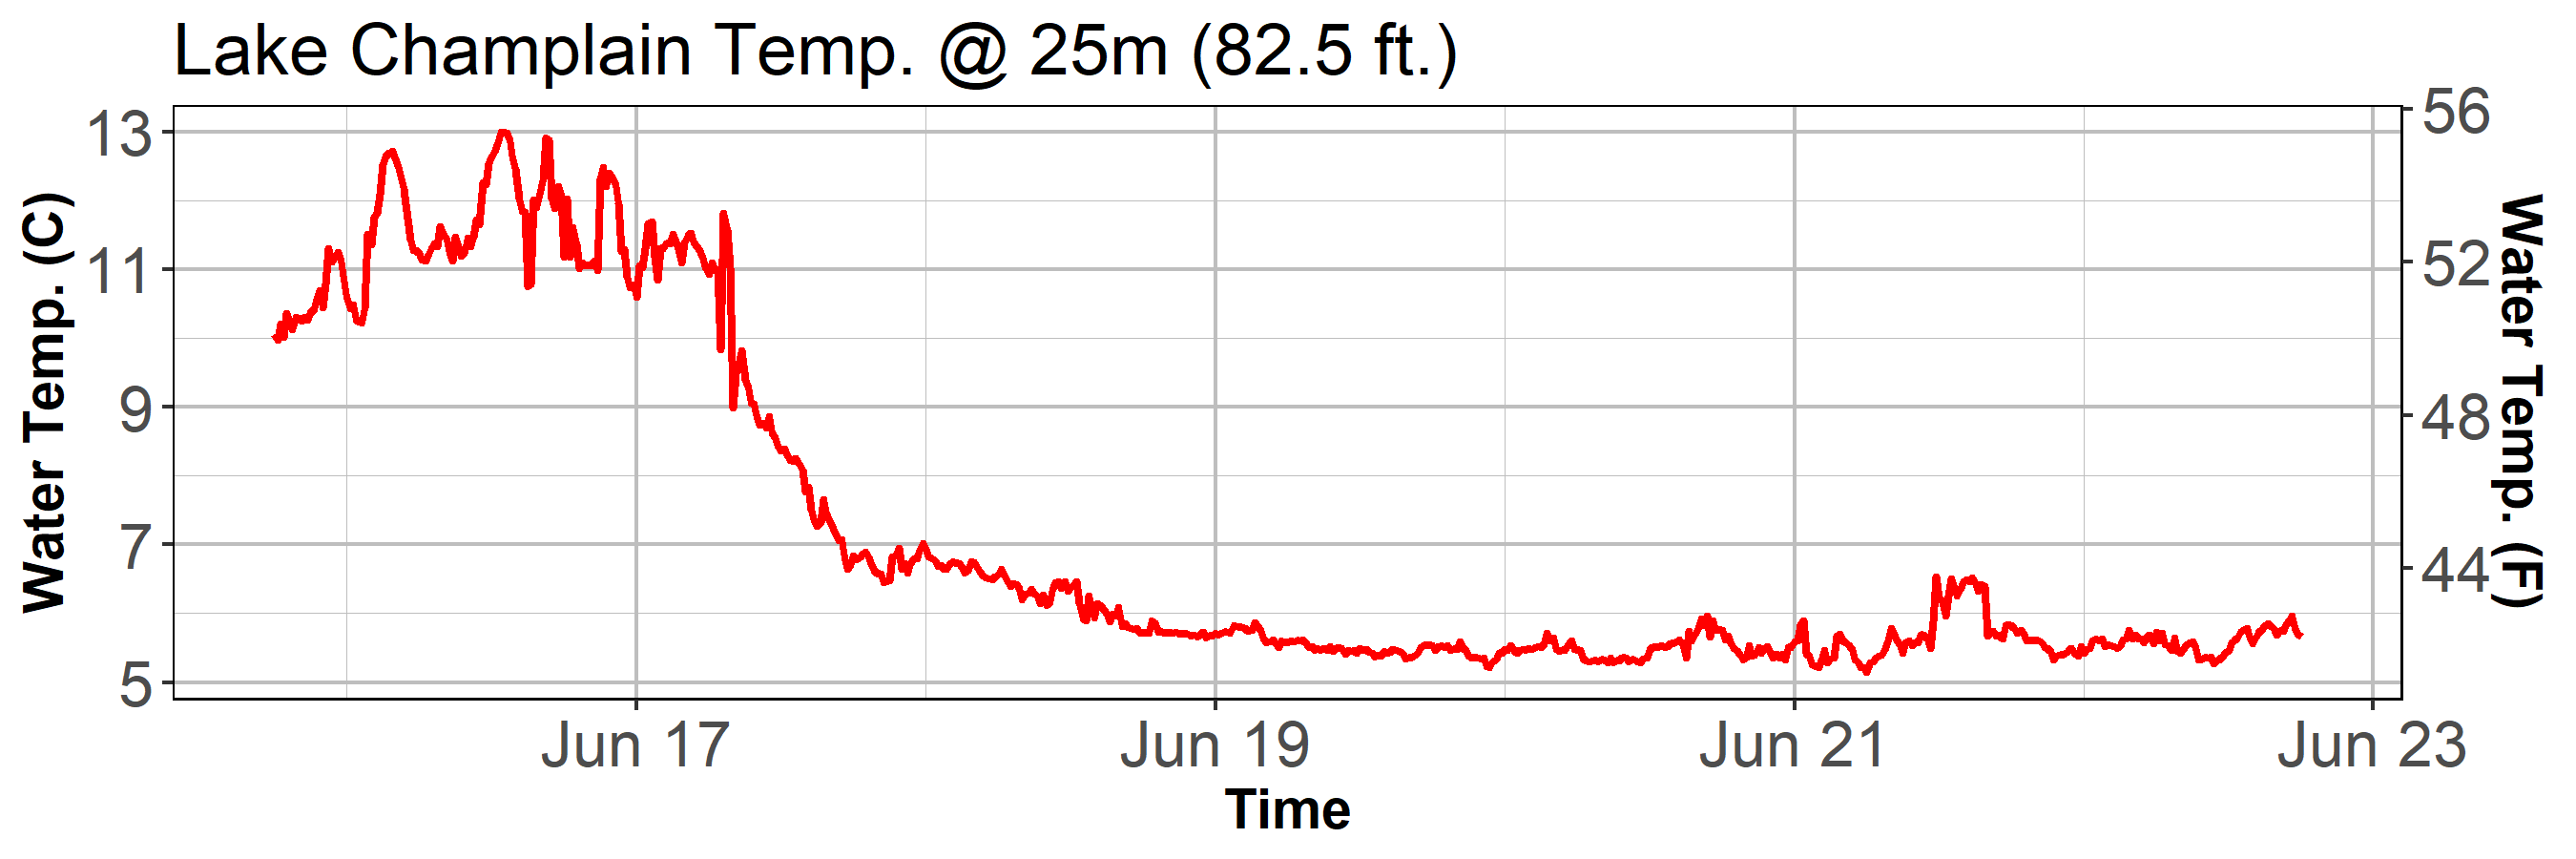 Lake Champlain Temp. @ 25m (82.5 ft.)
Water Temp. (C)
13
11
9
7
5
56
52
48
44
Water Temp. (F)
Jun 17
Jun 19
Jun 21
Jun 23
Time